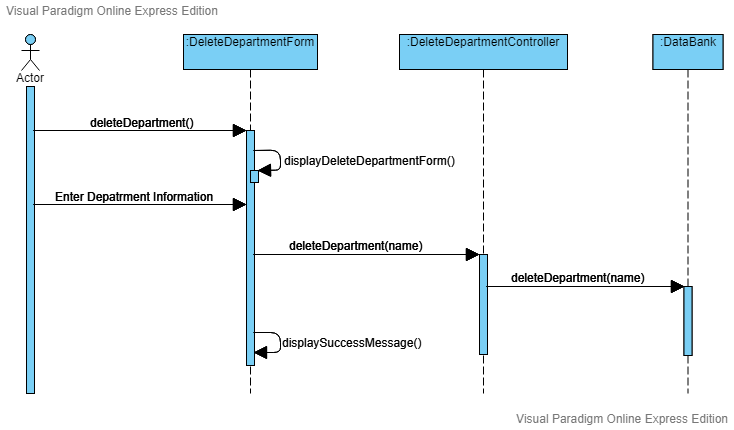 Visual Paradigm Online Express Edition
:DeleteDepartmentForm
:DeleteDepartmentController
:DataBank
Actor
deleteDepartment()
displayDeleteDepartmentForm()
Enter Depatrment Information
deleteDepartment(name)
deleteDepartment(name)
displaySuccessMessage()
Visual Paradigm Online Express Edition